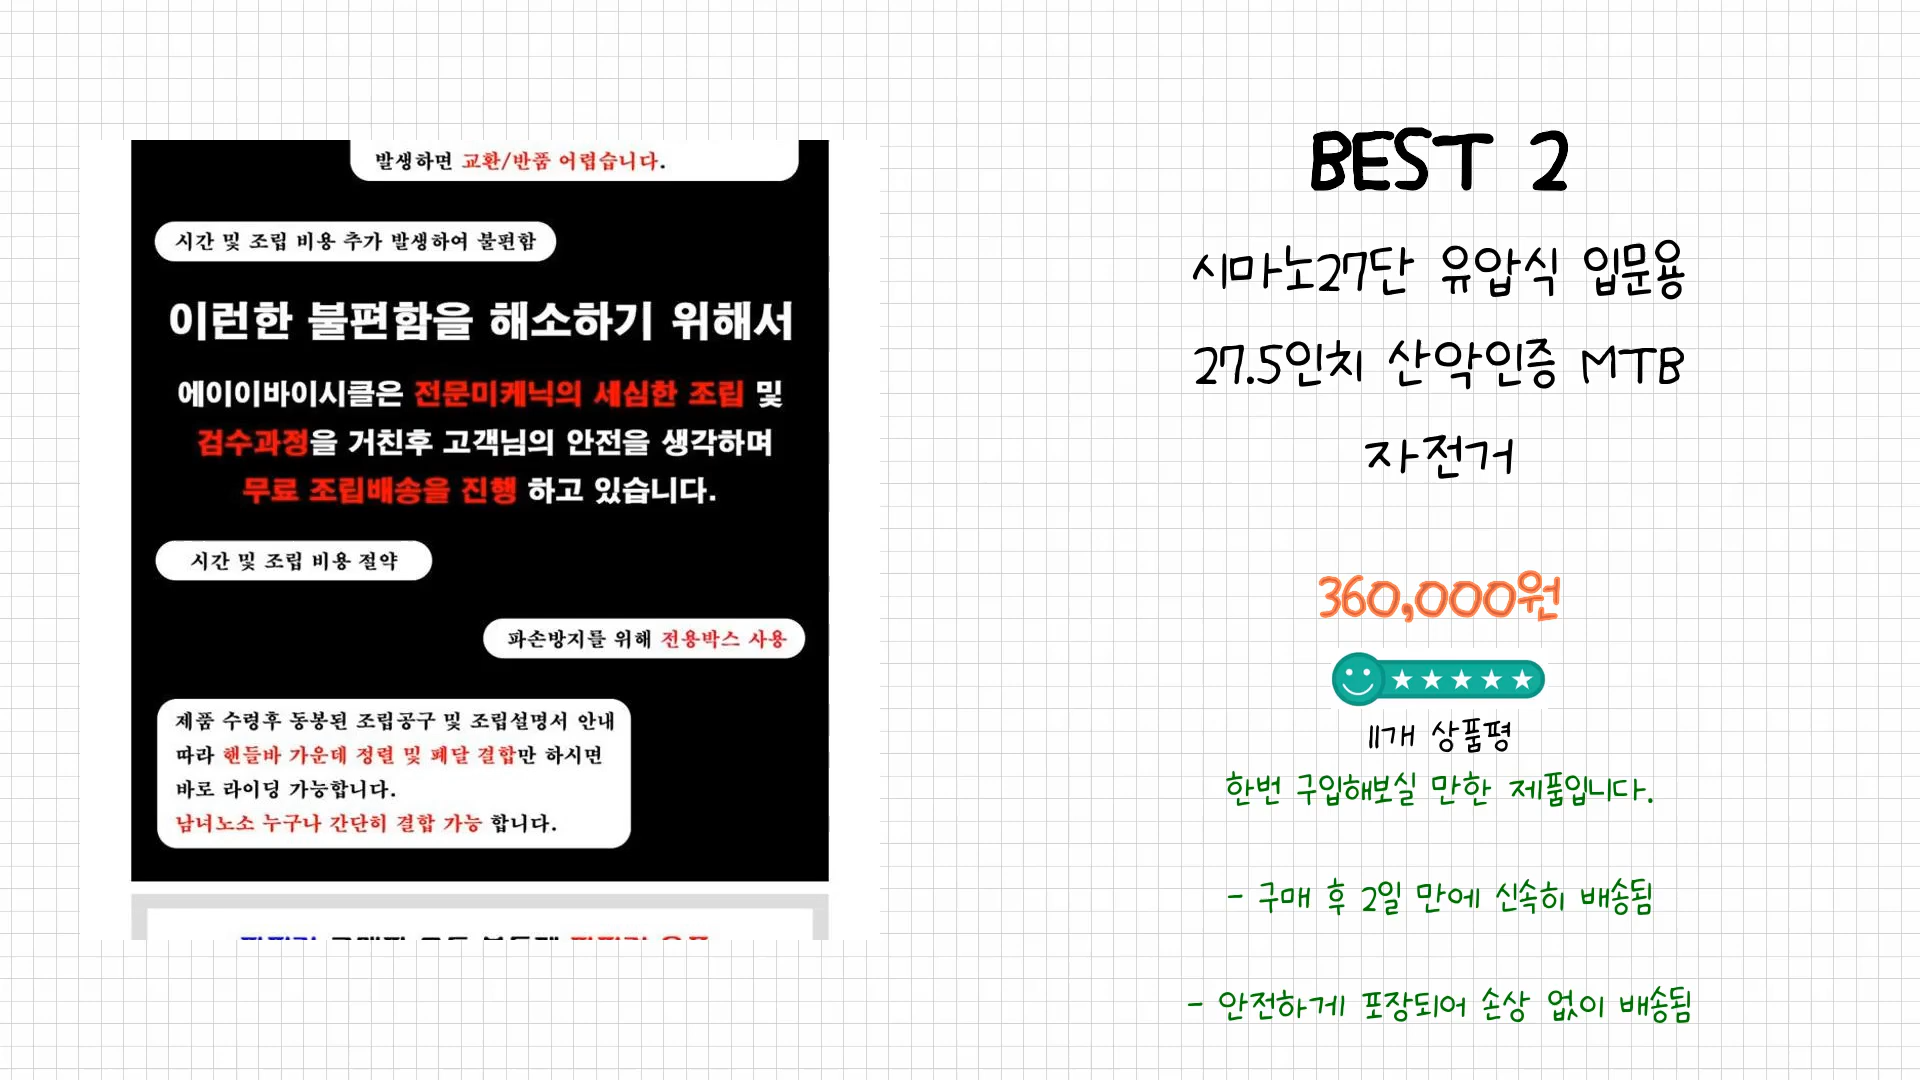 발생하면 교환/반품 어렵습니다.
시간 및 조립 비용 추가 발생하여 불편함
이런한 불편함을 해소하기 위해서
에이이바이시클은 전문미케닉의 세심한 조립 및
검수과정을 거친후 고객님의 안전을 생각하며
무료 조립배송을 진행 하고 있습니다.
시간 및 조립 비용 절약
파손방지를 위해 전용박스 사용
제품 수령후 동봉된 조립공구 및 조립설명서 안내
따라 핸들바 가운데 정렬 및 페달 결합만 하시면
바로 라이딩 가능합니다.
남녀노소 누구나 간단히 결합 가능 합니다.
BEST 2
시마노27단 유압식 입문용
27.5인치 산악인증 MTB
자전거
360,000원
11개 상품평
한번 구입해보실 만한 제품입니다.
- 구매 후 2일 만에 신속히 배송됨
- 안전하게 포장되어 손상 없이 배송됨